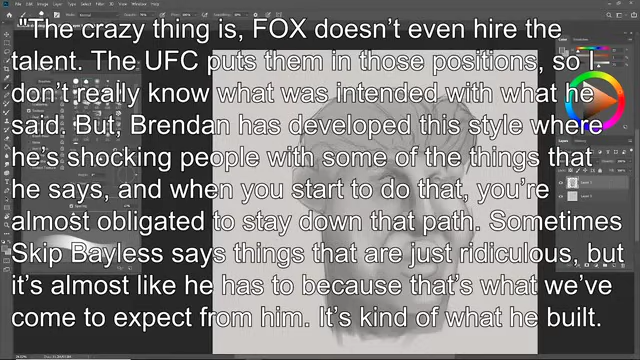 "The crazy thing is, FOX doesn't even hire the
talent. The UFC puts them in those positions, so I
don't really know what was intended with what he
said. But, Brendan has developed this style where
he's shocking people with some of the things that
he says, and when you start to do that, you're
almost obligated to stay down that path. Sometimes
Skip Bayless says things that are just ridiculous, but
it's almost like he has to because that's what we've
come to expect from him. It's kind of what he built.